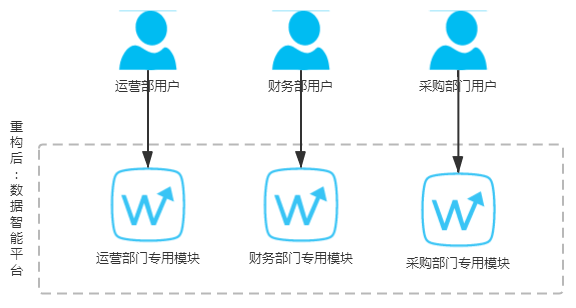 运营部用户
财务部用户
采购部门用户
重构后：数据智能平台
W
W
W
运营部门专用模块
财务部门专用模块
采购部门专用模块